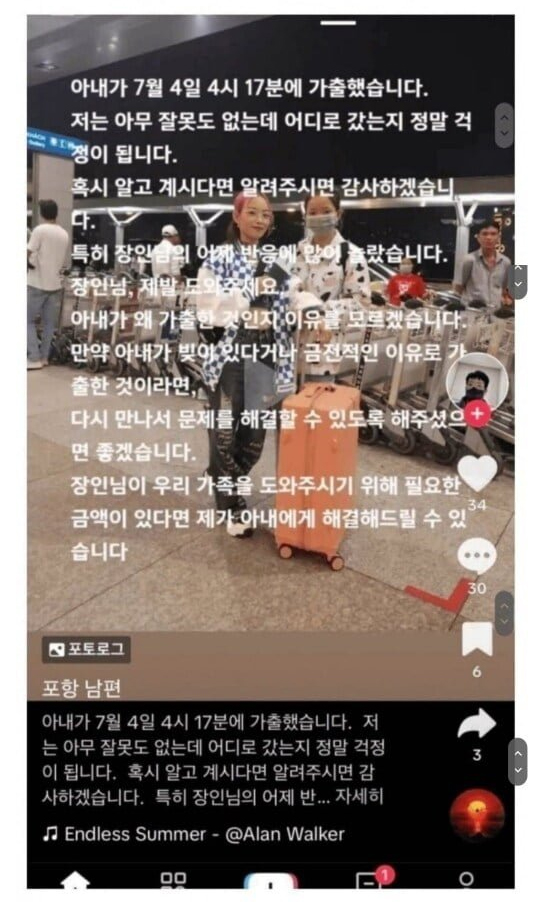 아내가 7월 4일 4시 17분에 가출했습니다.
저는 아무 잘못도 없는데 어디로 갔는지 정말 걱
정이 됩니다.
혹시 알고 계시다면 알려주시면 감사하겠습니
다.
특히 장인님의 어제 반응에 많이 놀랐습니다.
장인님, 제발 도와주세요.
아내가 왜 가출한 것인지 이유를 모르겠습니다.
만약 아내가 빚이 있다거나 금전적인 이유로 가
출한 것이라면,
다시 만나서 문제를 해결할 수 있도록 해주셨으
면 좋겠습니다.
장인님이 우리 가족을 도와주시기 위해 필요한
금액이 있다면 제가 아내에게 해결해드릴 수 있
습니다
34
30
6
3
포토로그
포항 남편
아내가 7월 4일 4시 17분에 가출했습니다. 저
는 아무 잘못도 없는데 어디로 갔는지 정말 걱정
이 됩니다. 혹시 알고 계시다면 알려주시면 감
사하겠습니다. 특히 장인님의 어제 반... 자세히
Endless Summer - @Alan Walker
1